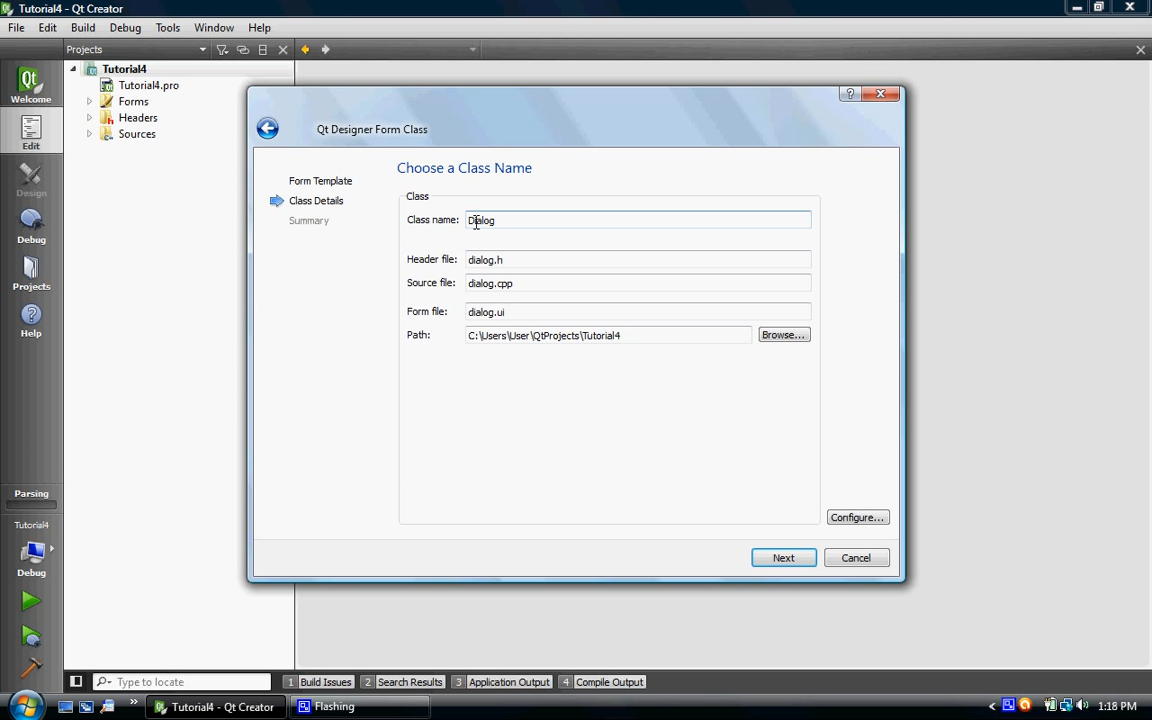 Tutorial4 - Qt Creator
File Edit Build Debug Tools Window Help
Projects
Tutorial4
Tutorial4.pro
Forms
Headers
Sources
Qt
Welcome
Edit
Design
Debug
Projects
Help
Parsing
Tutorial4
Debug
Qt Designer Form Class
Form Template
Class Details
Summary
Choose a Class Name
Class
Class name: Dialog
Header file: dialog.h
Source file: dialog.cpp
Form file: dialog.ui
Path: C:\Users\User\QtProjects\Tutorial4 Browse...
Configure...
Next Cancel
Type to locate 1 Build Issues 2 Search Results 3 Application Output 4 Compile Output
Tutorial4 - Qt Creator Flashing 1:18 PM